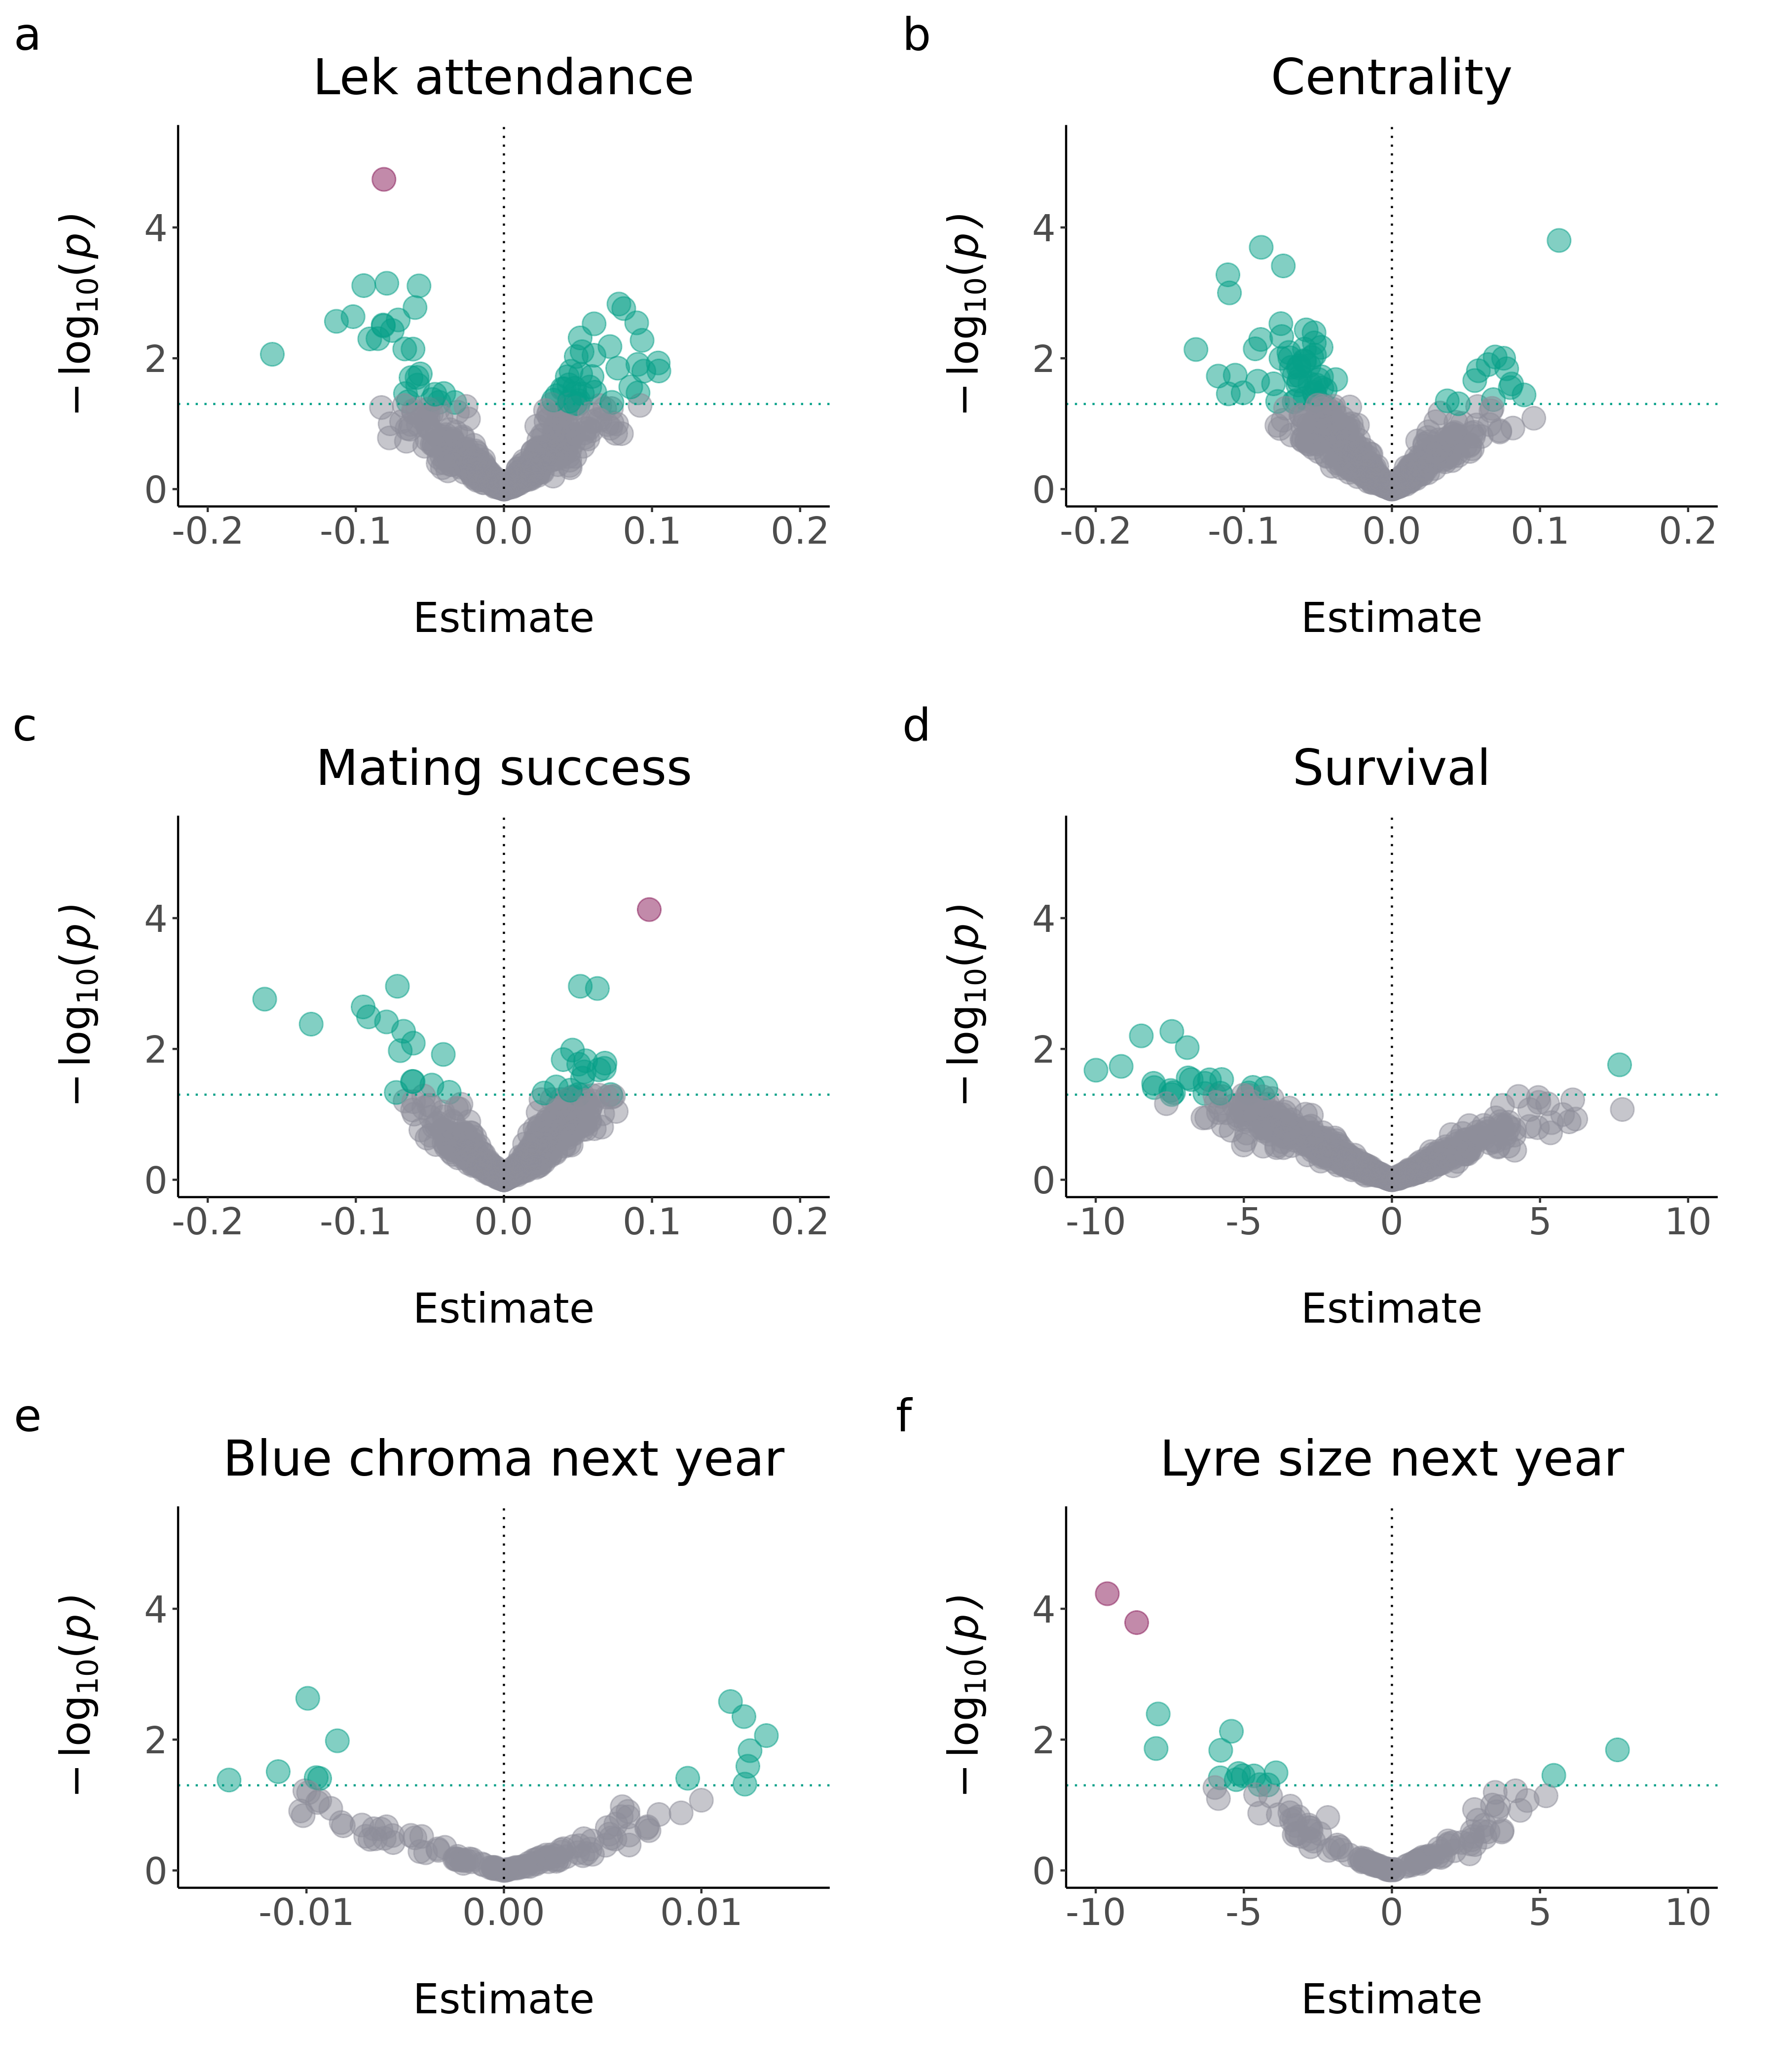 a
b
Lek attendance
Centrality
− log10(p)
4
2
0
-0.2 -0.1 0.0 0.1 0.2
Estimate
− log10(p)
4
2
0
-0.2 -0.1 0.0 0.1 0.2
Estimate
c
d
Mating success
Survival
− log10(p)
4
2
0
-0.2 -0.1 0.0 0.1 0.2
Estimate
− log10(p)
4
2
0
-10 -5 0 5 10
Estimate
e
f
Blue chroma next year
Lyre size next year
− log10(p)
4
2
0
-0.01 0.00 0.01
Estimate
− log10(p)
4
2
0
-10 -5 0 5 10
Estimate